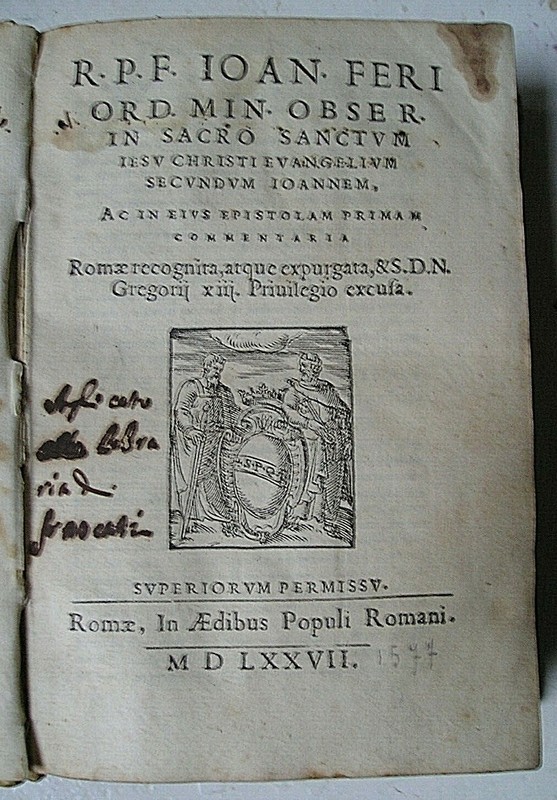 R. P. F. IOAN. FERI
ORD. MIN. OBSER.
IN SACRO SANCTVM
IESV CHRISTI EVANGELIVM
SECVNDVM IOANNEM,
AC IN EIVS EPISTOLAM PRIMAM
COMMENTARIA
Romæ recognita, atque expurgata, & S. D. N.
Gregorij xiij. Priuilegio excusa.
S P Q R
riad.
SVPERIORVM PERMISSV.
Romæ, In Ædibus Populi Romani.
M D LXXVII. 1577